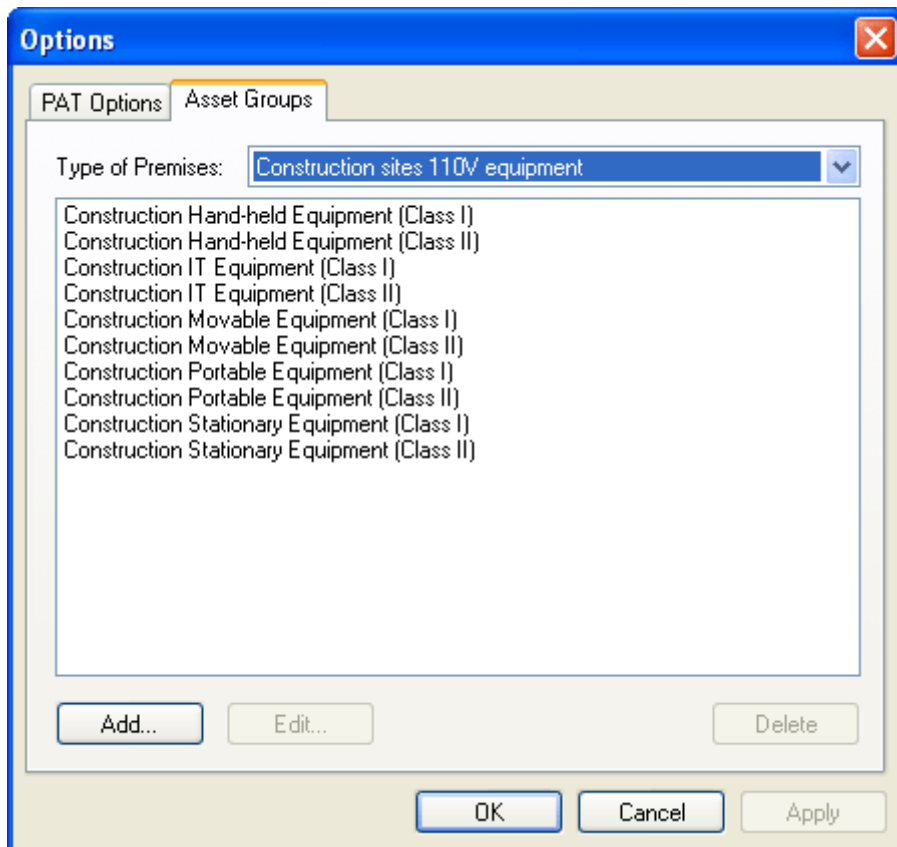 Options
PAT Options Asset Groups
Type of Premises: Construction sites 110V equipment
Construction Hand-held Equipment (Class I)
Construction Hand-held Equipment (Class II)
Construction IT Equipment (Class I)
Construction IT Equipment (Class II)
Construction Movable Equipment (Class I)
Construction Movable Equipment (Class II)
Construction Portable Equipment (Class I)
Construction Portable Equipment (Class II)
Construction Stationary Equipment (Class I)
Construction Stationary Equipment (Class II)
Add... Edit... Delete
OK Cancel Apply